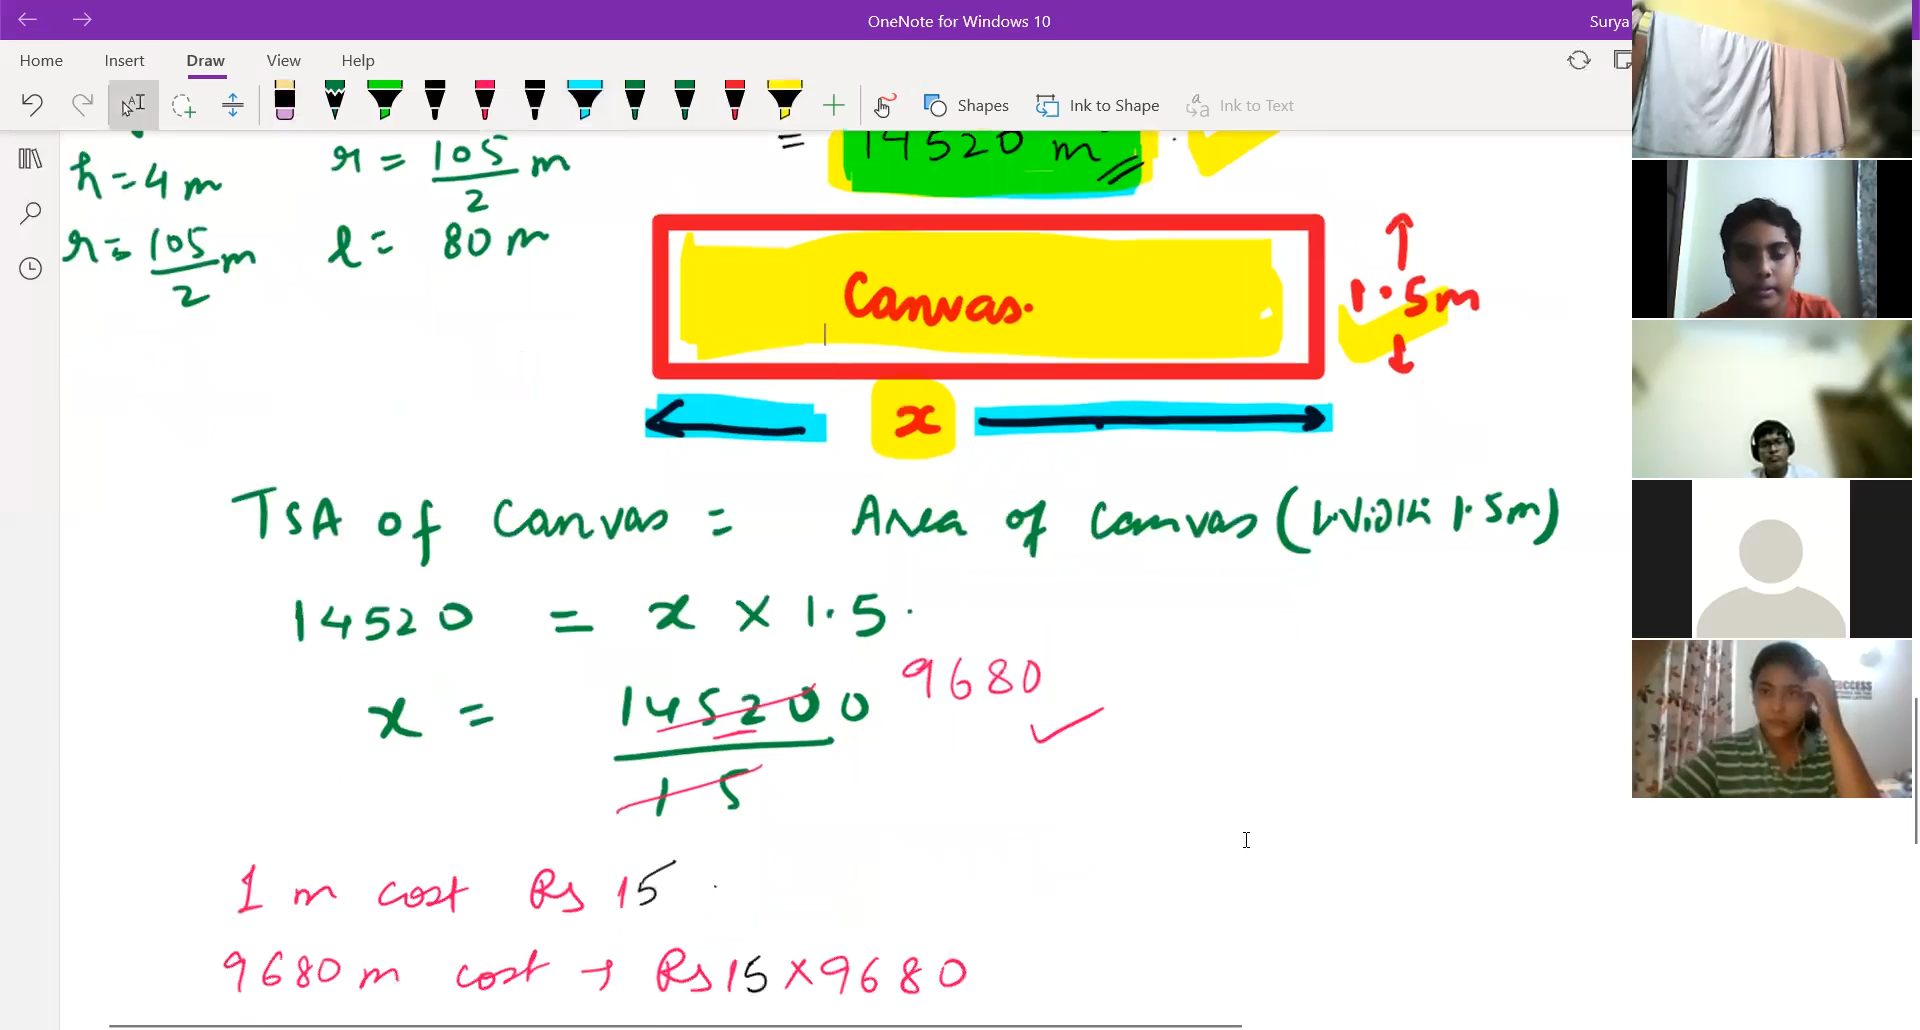 OneNote for Windows 10
Surya
Home Insert Draw View Help
Shapes Ink to Shape Ink to Text
= 14520 m
h = 4 m r = 105/2 m
r = 105/2 m l = 80 m
Canvas.
1.5m
x
TSA of Canvas = Area of canvas (Width 1.5m)
14520 = x × 1.5
x = 145200/15 9680
1 m cost Rs 15
9680 m cost → Rs 15 × 9680